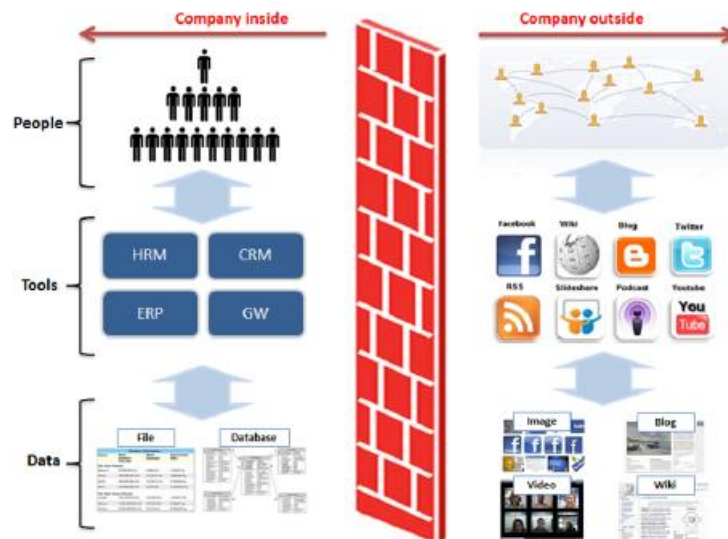 Company inside
Company outside
People
Tools
HRM
CRM
ERP
GW
Facebook
Wiki
Blog
Twitter
RSS
Slideshare
Podcast
Youtube
You
Tube
Data
File
Database
Image
Blog
Video
Wiki